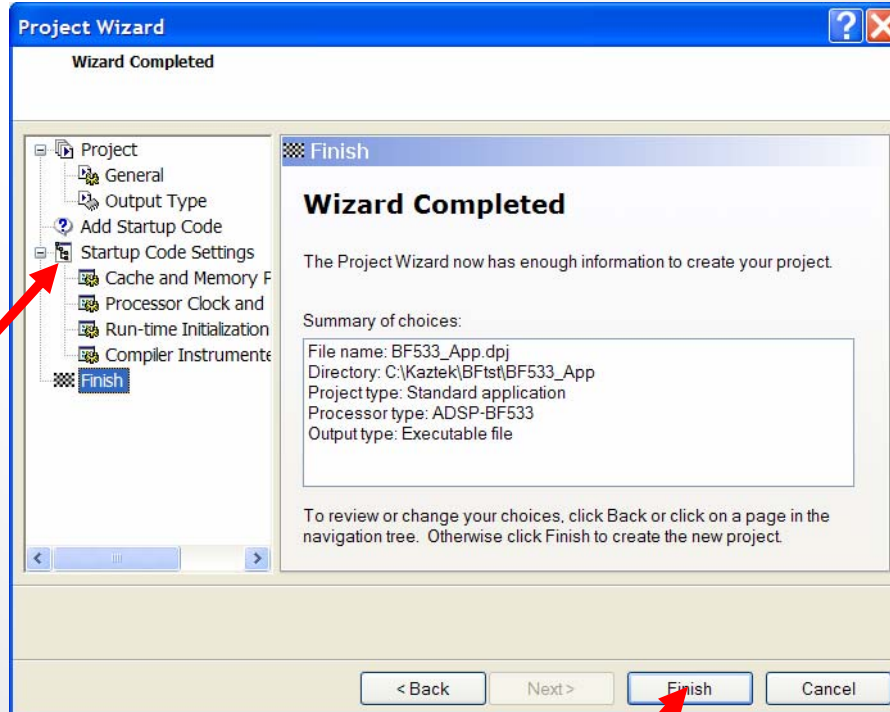 Project Wizard
Wizard Completed
Project
General
Output Type
Add Startup Code
Startup Code Settings
Cache and Memory P
Processor Clock and
Run-time Initialization
Compiler Instrumente
Finish
Finish
Wizard Completed
The Project Wizard now has enough information to create your project.
Summary of choices:
File name: BF533_App.dpj
Directory: C:\Kaztek\BFtst\BF533_App
Project type: Standard application
Processor type: ADSP-BF533
Output type: Executable file
To review or change your choices, click Back or click on a page in the
navigation tree. Otherwise click Finish to create the new project.
< Back Next > Finish Cancel